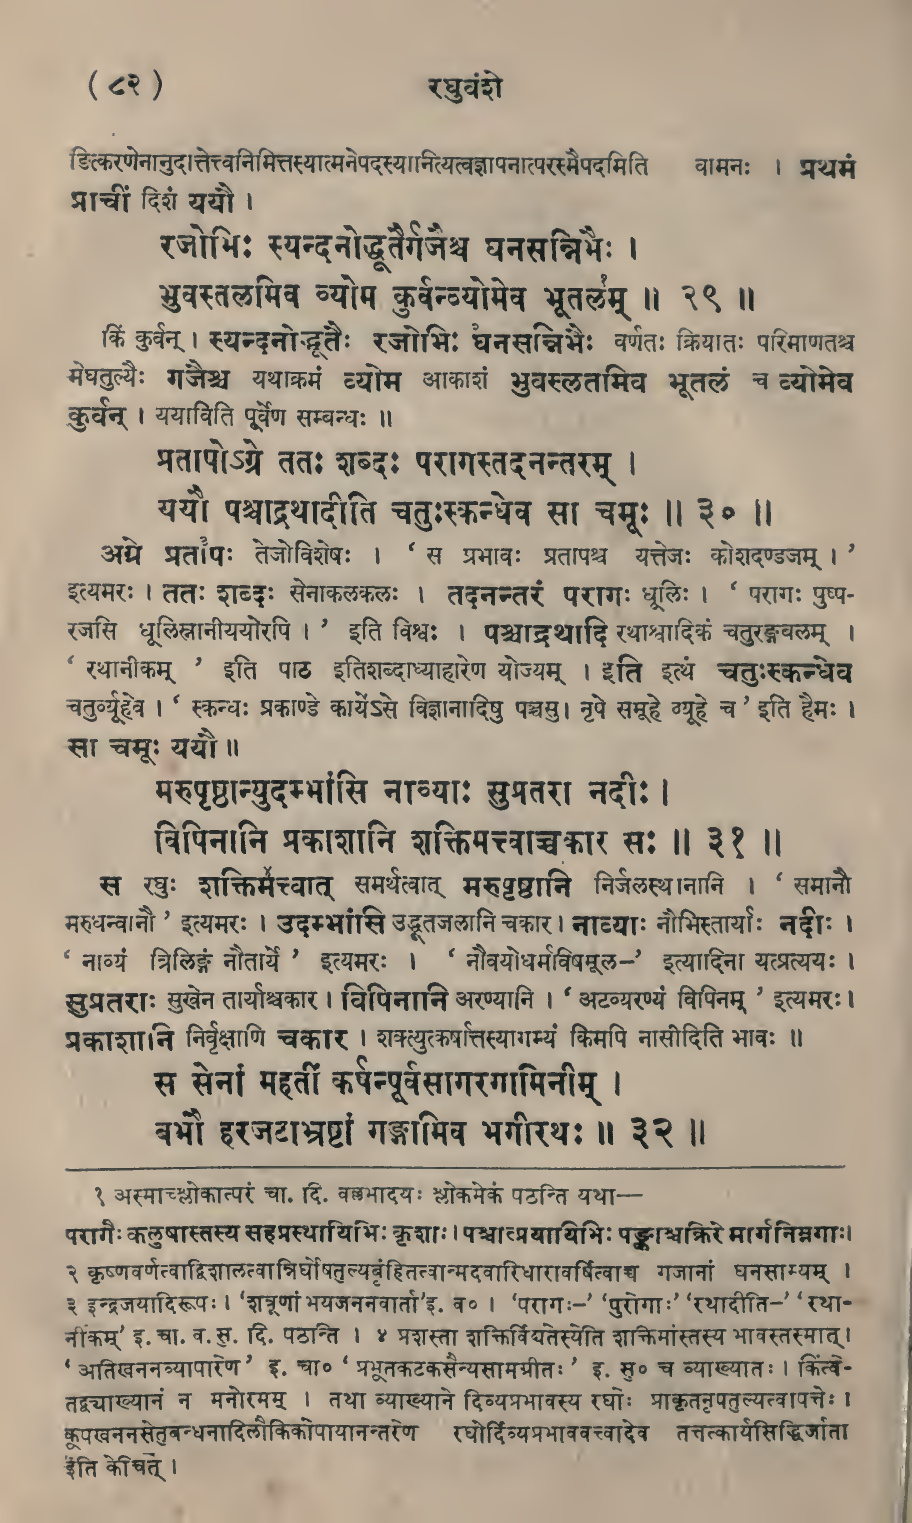 ( ८२ ) रघुवंशे
ङित्करणेनानुदात्तेत्त्वनिमित्तस्यात्मनेपदस्यानित्यत्वज्ञापनात्परस्मैपदमिति वामनः । प्रथमं
प्राचीं दिशं ययौ ।
रजोभिः स्यन्दनोद्धूतैर्गजैश्च घनसन्निभैः ।
भुवस्तलमिव व्योम कुर्वन्व्योमेव भूतलम् ॥ २९ ॥
किं कुर्वन् । स्यन्दनोद्धूतैः रजोभिः घनसन्निभैः वर्णतः क्रियातः परिमाणतश्च
मेघतुल्यैः गजैश्च यथाक्रमं व्योम आकाशं भुवस्लतमिव भूतलं च व्योमेव
कुर्वन् । ययाविति पूर्वेण सम्बन्धः ॥
प्रतापोऽग्रे ततः शब्दः परागस्तदनन्तरम् ।
ययौ पश्चाद्रथादीति चतुःस्कन्धेव सा चमूः ॥ ३० ॥
अग्रे प्रतापः तेजोविशेषः । ‘ स प्रभावः प्रतापश्च यत्तेजः कोशदण्डजम् । ’
इत्यमरः । ततः शब्दः सेनाकलकलः । तदनन्तरं परागः धूलिः । ‘ परागः पुष्प-
रजसि धूलिस्नानीययोरपि । ’ इति विश्वः । पश्चाद्रथादि रथाश्वादिकं चतुरङ्गबलम् ।
‘ रथानीकम् ’ इति पाठ इतिशब्दाध्याहारेण योज्यम् । इति इत्थं चतुःस्कन्धेव
चतुर्व्यूहेव । ‘ स्कन्धः प्रकाण्डे कायेंऽसे विज्ञानादिषु पञ्चसु। नृपे समूहे व्यूहे च ’ इति हैमः ।
सा चमूः ययौ ॥
मरुपृष्ठान्युदम्भांसि नाव्याः सुप्रतरा नदीः ।
विपिनानि प्रकाशानि शक्तिमत्त्वाच्चकार सः ॥ ३१ ॥
स रघुः शक्तिमत्त्वात् समर्थत्वात् मरुपृष्ठानि निर्जलस्थानानि । ‘ समानौ
मरुधन्वानौ ’ इत्यमरः । उदम्भांसि उद्भूतजलानि चकार। नाव्याः नौभिस्तार्याः नदीः ।
‘ नाव्यं त्रिलिङ्गं नौतार्ये ’ इत्यमरः । ‘ नौवयोधर्मविषमूल–’ इत्यादिना यत्प्रत्ययः ।
सुप्रतराः सुखेन तार्याश्चकार । विपिनानि अरण्यानि । ‘ अटव्यरण्यं विपिनम् ’ इत्यमरः।
प्रकाशानि निर्वृक्षाणि चकार । शक्त्युत्कर्षात्तस्यागम्यं किमपि नासीदिति भावः ॥
स सेनां महतीं कर्षन्पूर्वसागरगामिनीम् ।
बभौ हरजटाभ्रष्टां गङ्गामिव भगीरथः ॥ ३२ ॥
१ अस्माच्छ्लोकात्परं चा. दि. वल्लभादयः श्लोकमेकं पठन्ति यथा—
परागैः कलुषास्तस्य सहप्रस्थायिभिः कृशाः । पश्चात्प्रयायिभिः पङ्काश्चक्रिरे मार्गनिम्नगाः।
२ कृष्णवर्णत्वाद्विशालत्वान्निर्घोषतुल्यबृंहितत्वान्मदवारिधारावर्षित्वाच्च गजानां घनसाम्यम् ।
३ इन्द्रजयादिरूपः । ‘शत्रूणां भयजननवार्ता’ इ. व० । ‘परागः–’ ‘पुरोगाः’ ‘रथादीति–’ ‘ रथा-
नीकम्’ इ. चा. व. सु. दि. पठान्ति । ४ प्रशस्ता शक्तिर्वियतेस्येति शक्तिमांस्तस्य भावस्तस्मात्।
‘ अतिखननव्यापारेण ’ इ. चा० ‘ प्रभूतकटकसैन्यसामग्रीतः ’ इ. सु० च व्याख्यातः । किंत्वे-
तद्व्याख्यानं न मनोरमम् । तथा व्याख्याने दिव्यप्रभावस्य रघोः प्राकृतनृपतुल्यत्वापत्तेः ।
कूपखननसेतुबन्धनादिलौकिकोपायानन्तरेण रघोर्दिव्यप्रभाववत्त्वादेव तत्तत्कार्यसिद्धिर्जाता
इति केचित् ।